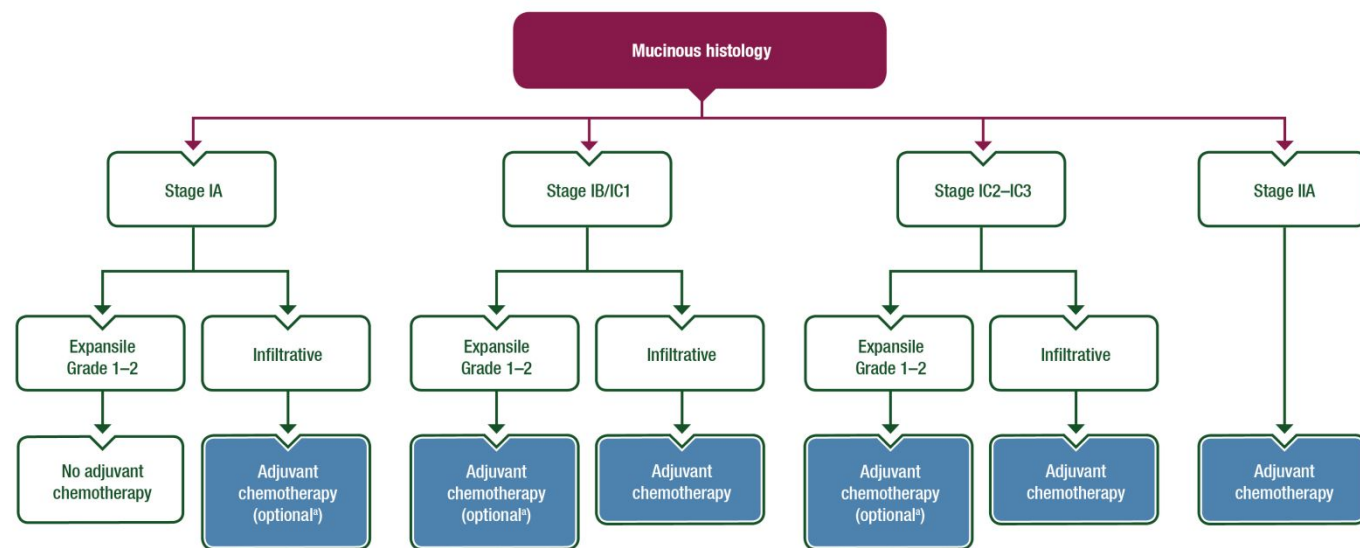 Mucinous histology
Stage IA
Stage IB/IC1
Stage IC2–IC3
Stage IIA
Expansile
Grade 1–2
Infiltrative
Expansile
Grade 1–2
Infiltrative
Expansile
Grade 1–2
Infiltrative
No adjuvant
chemotherapy
Adjuvant
chemotherapy
(optionalª)
Adjuvant
chemotherapy
(optionalª)
Adjuvant
chemotherapy
Adjuvant
chemotherapy
(optionalª)
Adjuvant
chemotherapy
Adjuvant
chemotherapy